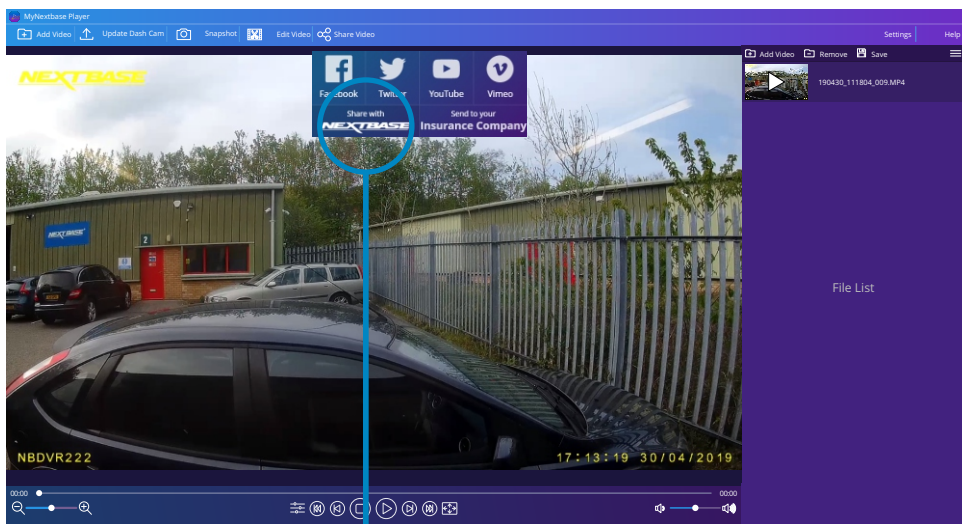 MyNextbase Player
Add Video Update Dash Cam Snapshot Edit Video Share Video Settings Help
Add Video Remove Save
190430_111804_009.MP4
NEXTBASE
Facebook Twitter YouTube Vimeo
Share with
NEXTBASE
Send to your
Insurance Company
NEXTBASE
2
File List
NBDVR222
17:13:19 30/04/2019
00:00 00:00